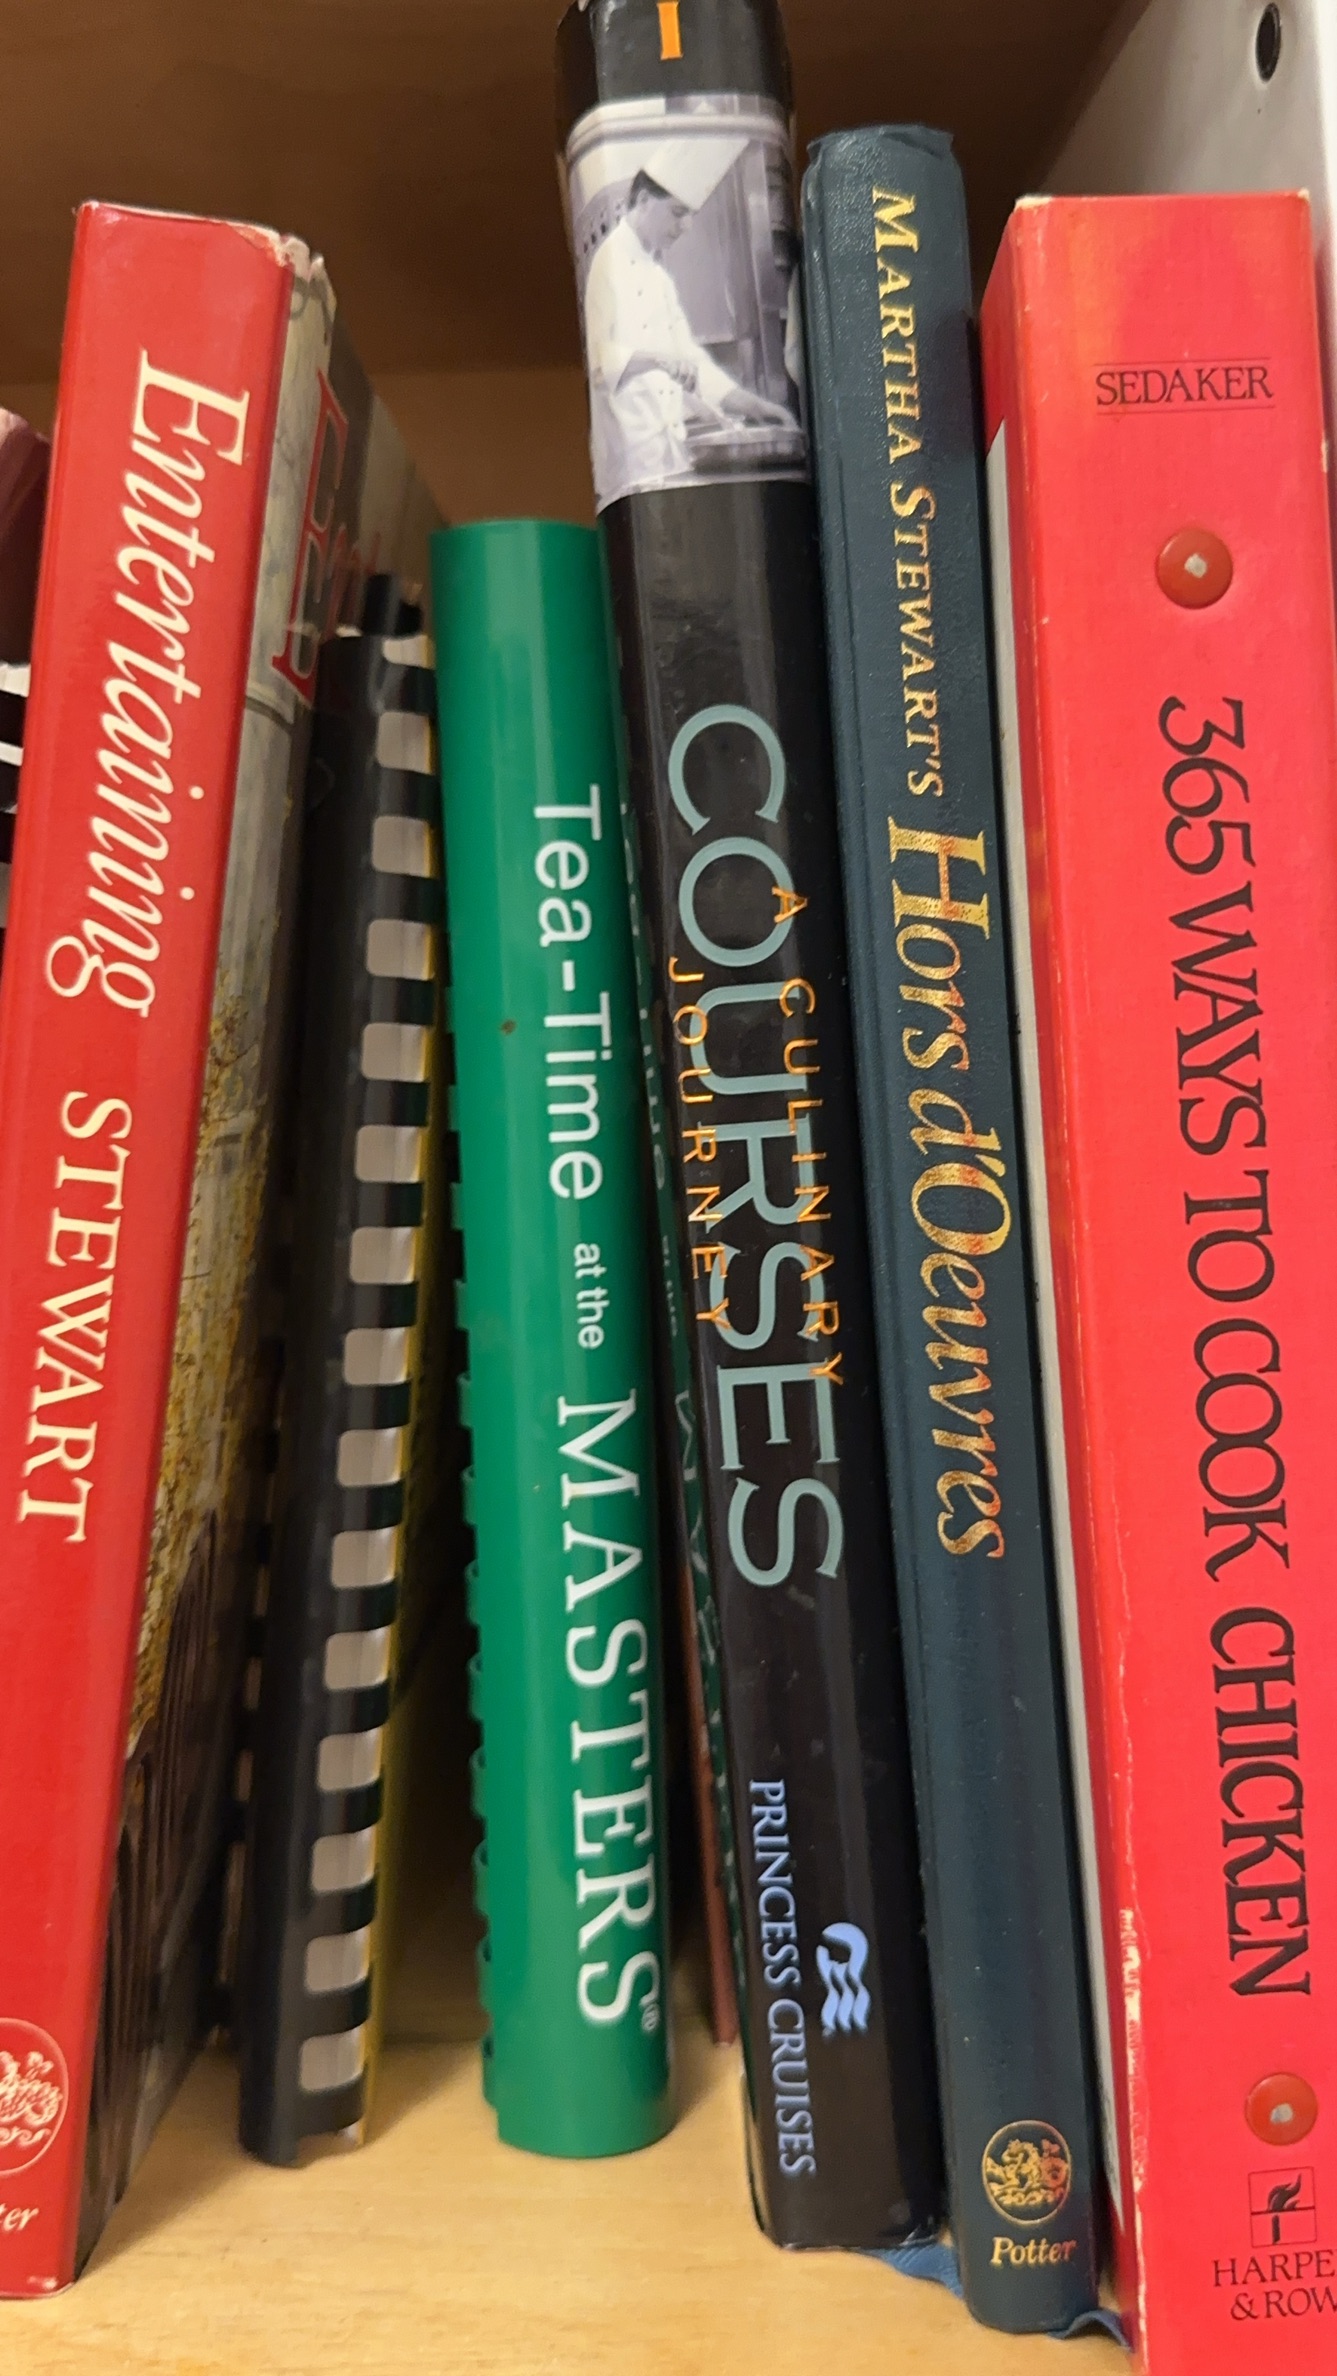 Entertaining STEWART
Tea-Time at the MASTERS®
COURSES
A CULINARY
JOURNEY
PRINCESS CRUISES
MARTHA STEWART'S Hors d'Oeuvres
Potter
SEDAKER
365 WAYS TO COOK CHICKEN
HARPE
& ROW